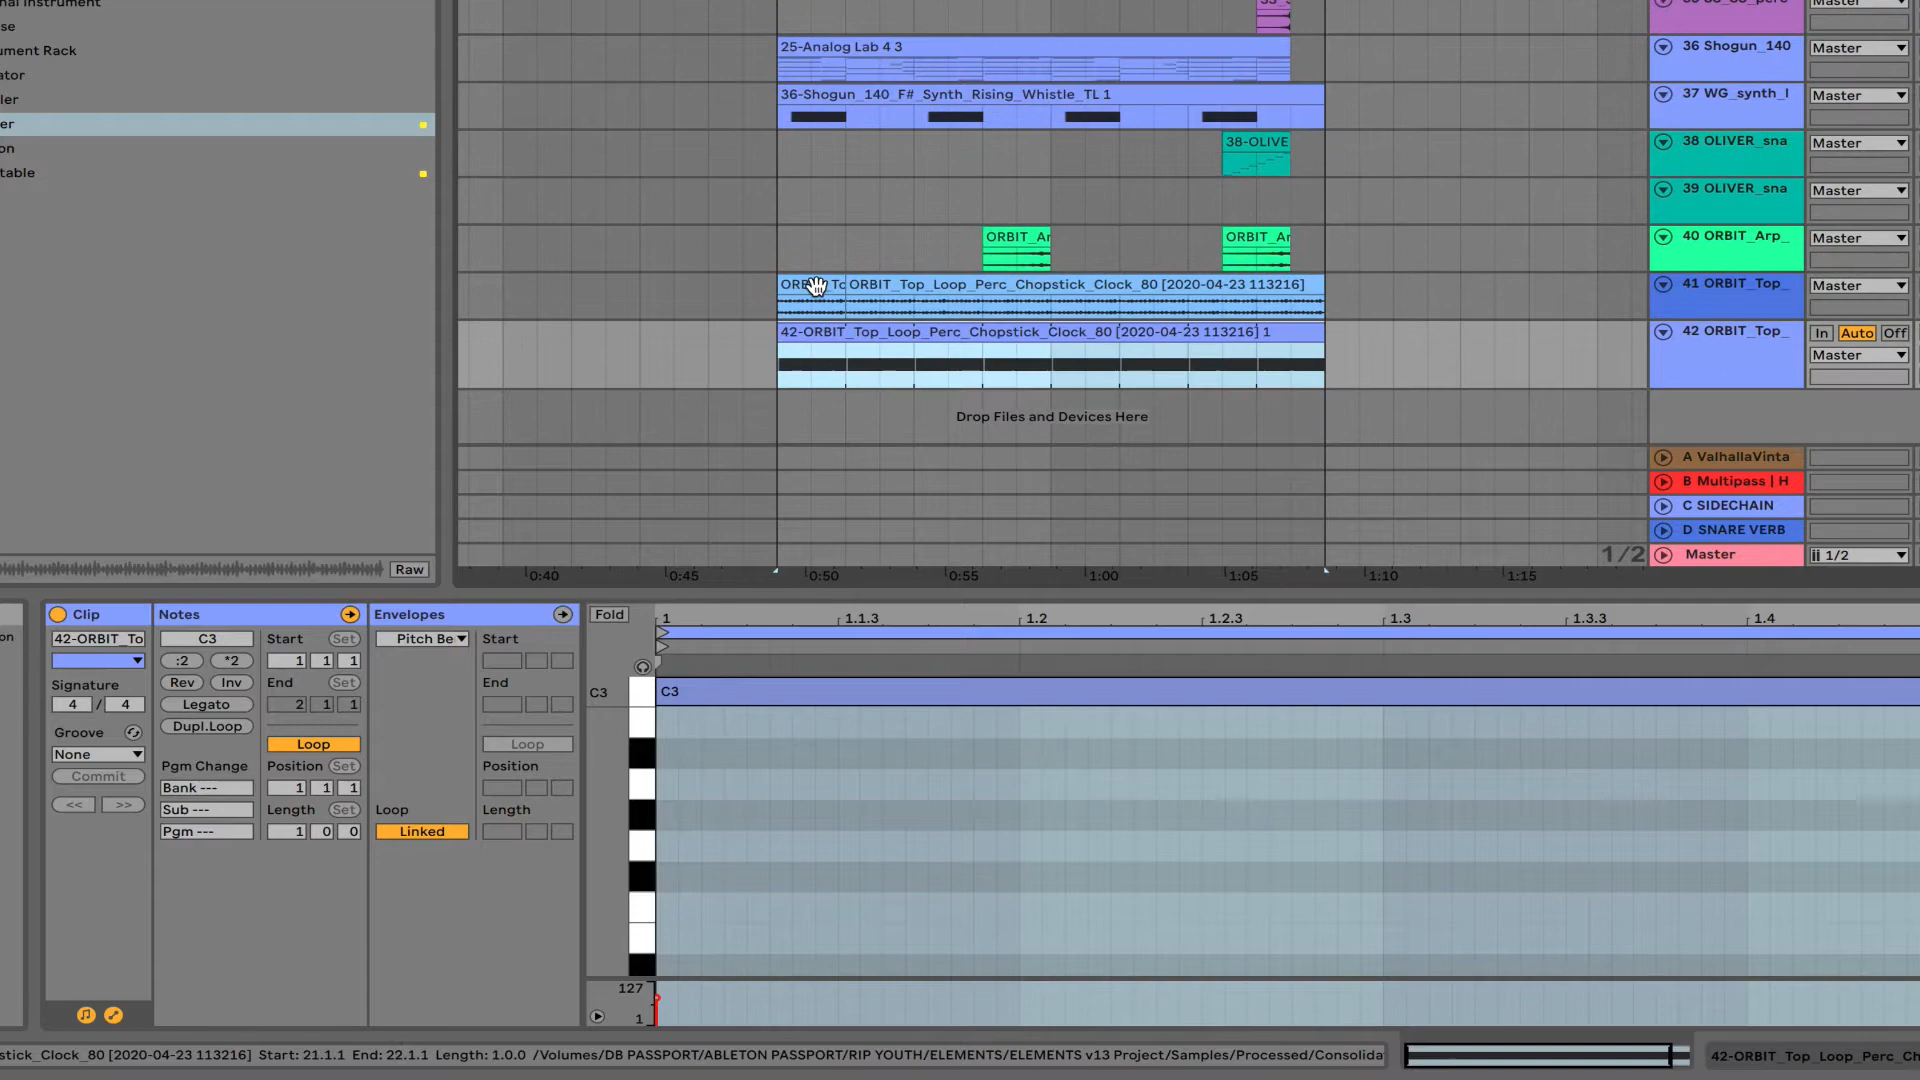 ument Rack
ator
ler
er
on
table
Raw
25-Analog Lab 4 3
36-Shogun_140_F#_Synth_Rising_Whistle_TL 1
38-OLIVE
ORBIT_Ar
ORBIT_Ar
ORBIT_Top_Loop_Perc_Chopstick_Clock_80 [2020-04-23 113216]
42-ORBIT_Top_Loop_Perc_Chopstick_Clock_80 [2020-04-23 113216] 1
Drop Files and Devices Here
0:40 0:45 0:50 0:55 1:00 1:05 1:10 1:15
1/2
36 Shogun_140 Master
37 WG_synth_l Master
38 OLIVER_sna Master
39 OLIVER_sna Master
40 ORBIT_Arp_ Master
41 ORBIT_Top_ Master
42 ORBIT_Top_ In Auto Off
Master
A ValhallaVinta
B Multipass | H
C SIDECHAIN
D SNARE VERB
Master ii 1/2
Clip
42-ORBIT_To
Signature
4 / 4
Groove
None
Commit
<< >>
Notes
C3
:2 *2
Rev Inv
Legato
Dupl.Loop
Pgm Change
Bank ---
Sub ---
Pgm ---
Start Set
1 1 1
End Set
2 1 1
Loop
Position Set
1 1 1
Length Set
1 0 0
Envelopes
Pitch Be
Loop
Linked
Start
End
Loop
Position
Length
Fold
1 1.1.3 1.2 1.2.3 1.3 1.3.3 1.4
C3 C3
127
1
stick_Clock_80 [2020-04-23 113216] Start: 21.1.1 End: 22.1.1 Length: 1.0.0 /Volumes/DB PASSPORT/ABLETON PASSPORT/RIP YOUTH/ELEMENTS/ELEMENTS v13 Project/Samples/Processed/Consolida
42-ORBIT_Top_Loop_Perc_Ch